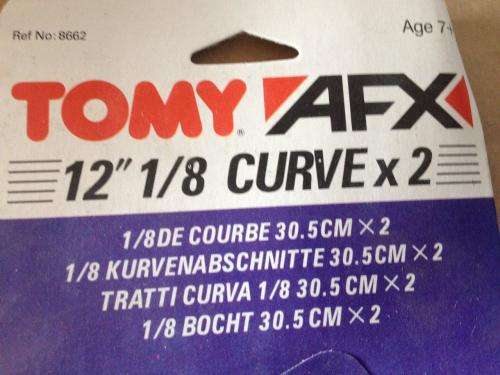 Ref No: 8662
Age 7+
TOMY AFX
12" 1/8 CURVE x 2
1/8 DE COURBE 30.5CM × 2
1/8 KURVENABSCHNITTE 30.5CM × 2
TRATTI CURVA 1/8 30.5 CM × 2
1/8 BOCHT 30.5 CM × 2